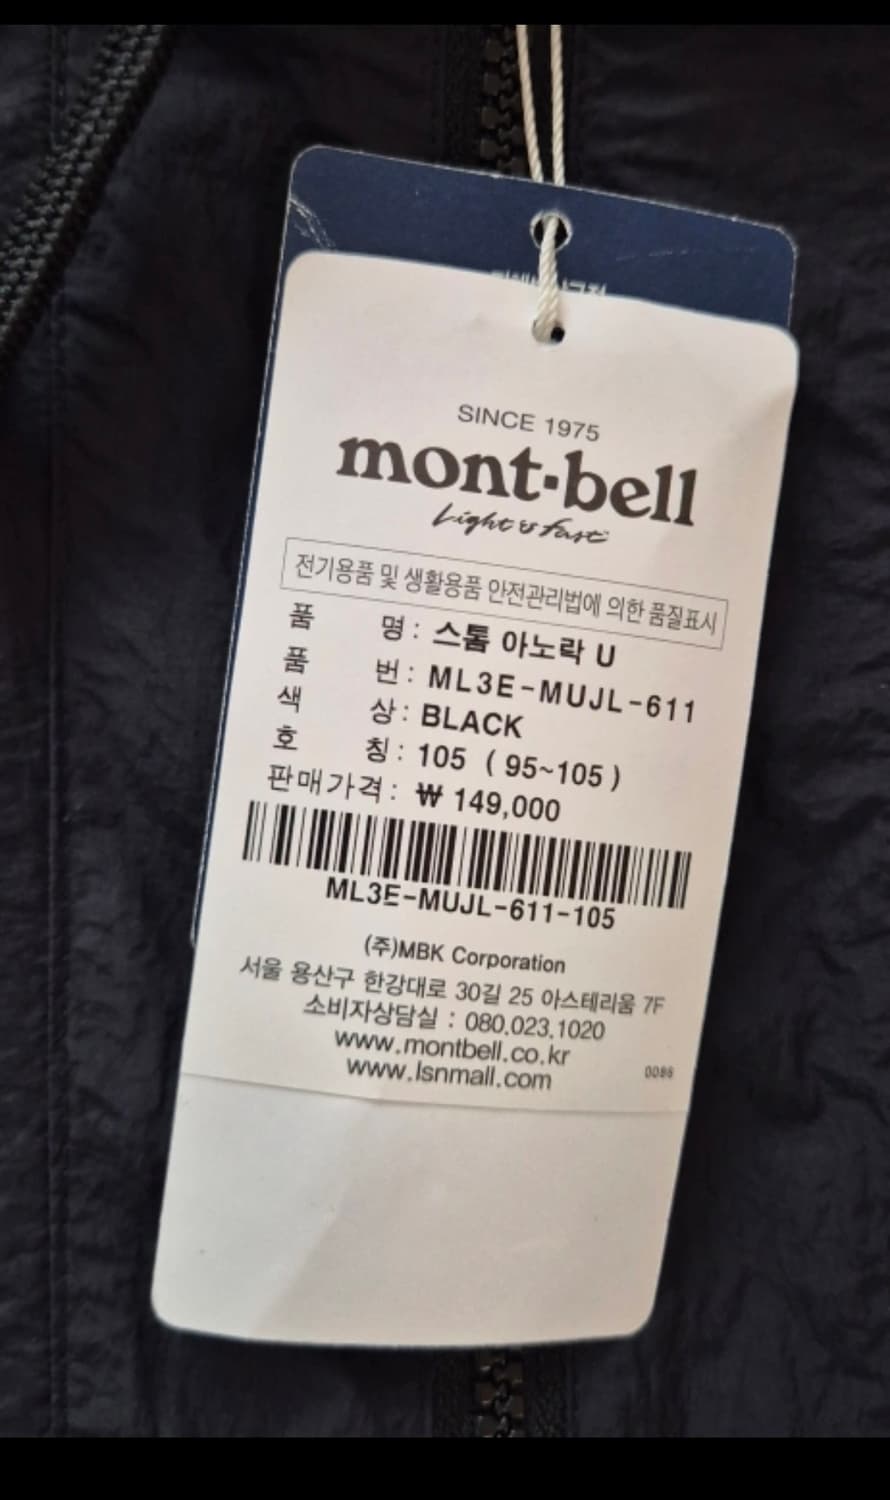 SINCE 1975
mont·bell
Light & Fast
전기용품 및 생활용품 안전관리법에 의한 품질표시
품 명 : 스톰 아노락 U
품 번 : ML3E-MUJL-611
색 상 : BLACK
호 칭 : 105 ( 95~105 )
판매가격 : ₩ 149,000
ML3E-MUJL-611-105
(주)MBK Corporation
서울 용산구 한강대로 30길 25 아스테리움 7F
소비자상담실 : 080.023.1020
www.montbell.co.kr
www.lsnmall.com
0086